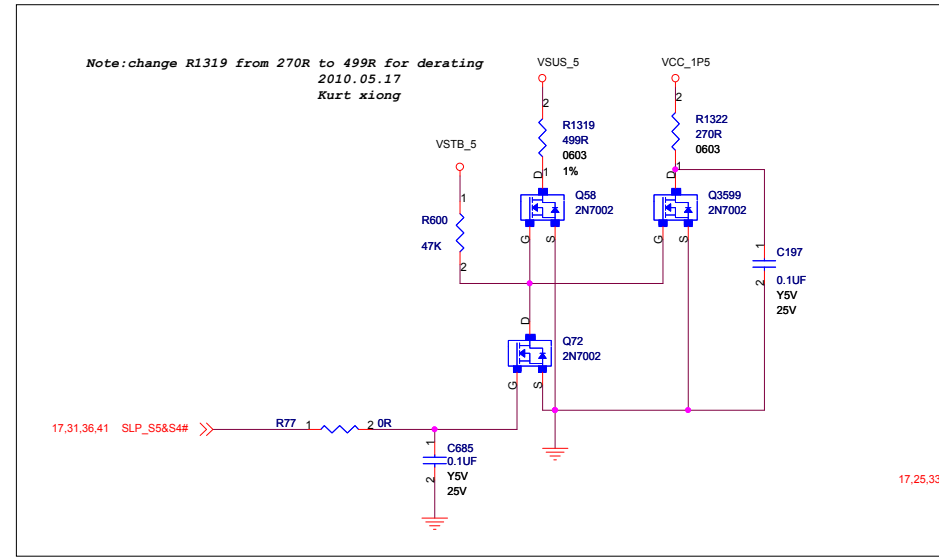 Note:change R1319 from 270R to 499R for derating
2010.05.17
Kurt xiong
VSUS_5
VCC_1P5
2
R1319
499R
0603
1%
1
D
2
R1322
270R
0603
1
D
VSTB_5
1
R600
47K
2
Q58
2N7002
G
S
Q3599
2N7002
G
S
1
C197
2
0.1UF
Y5V
25V
D
Q72
2N7002
G
S
17,31,36,41 SLP_S5&S4#
R77 1 2 0R
1
C685
0.1UF
2
Y5V
25V
17,25,33